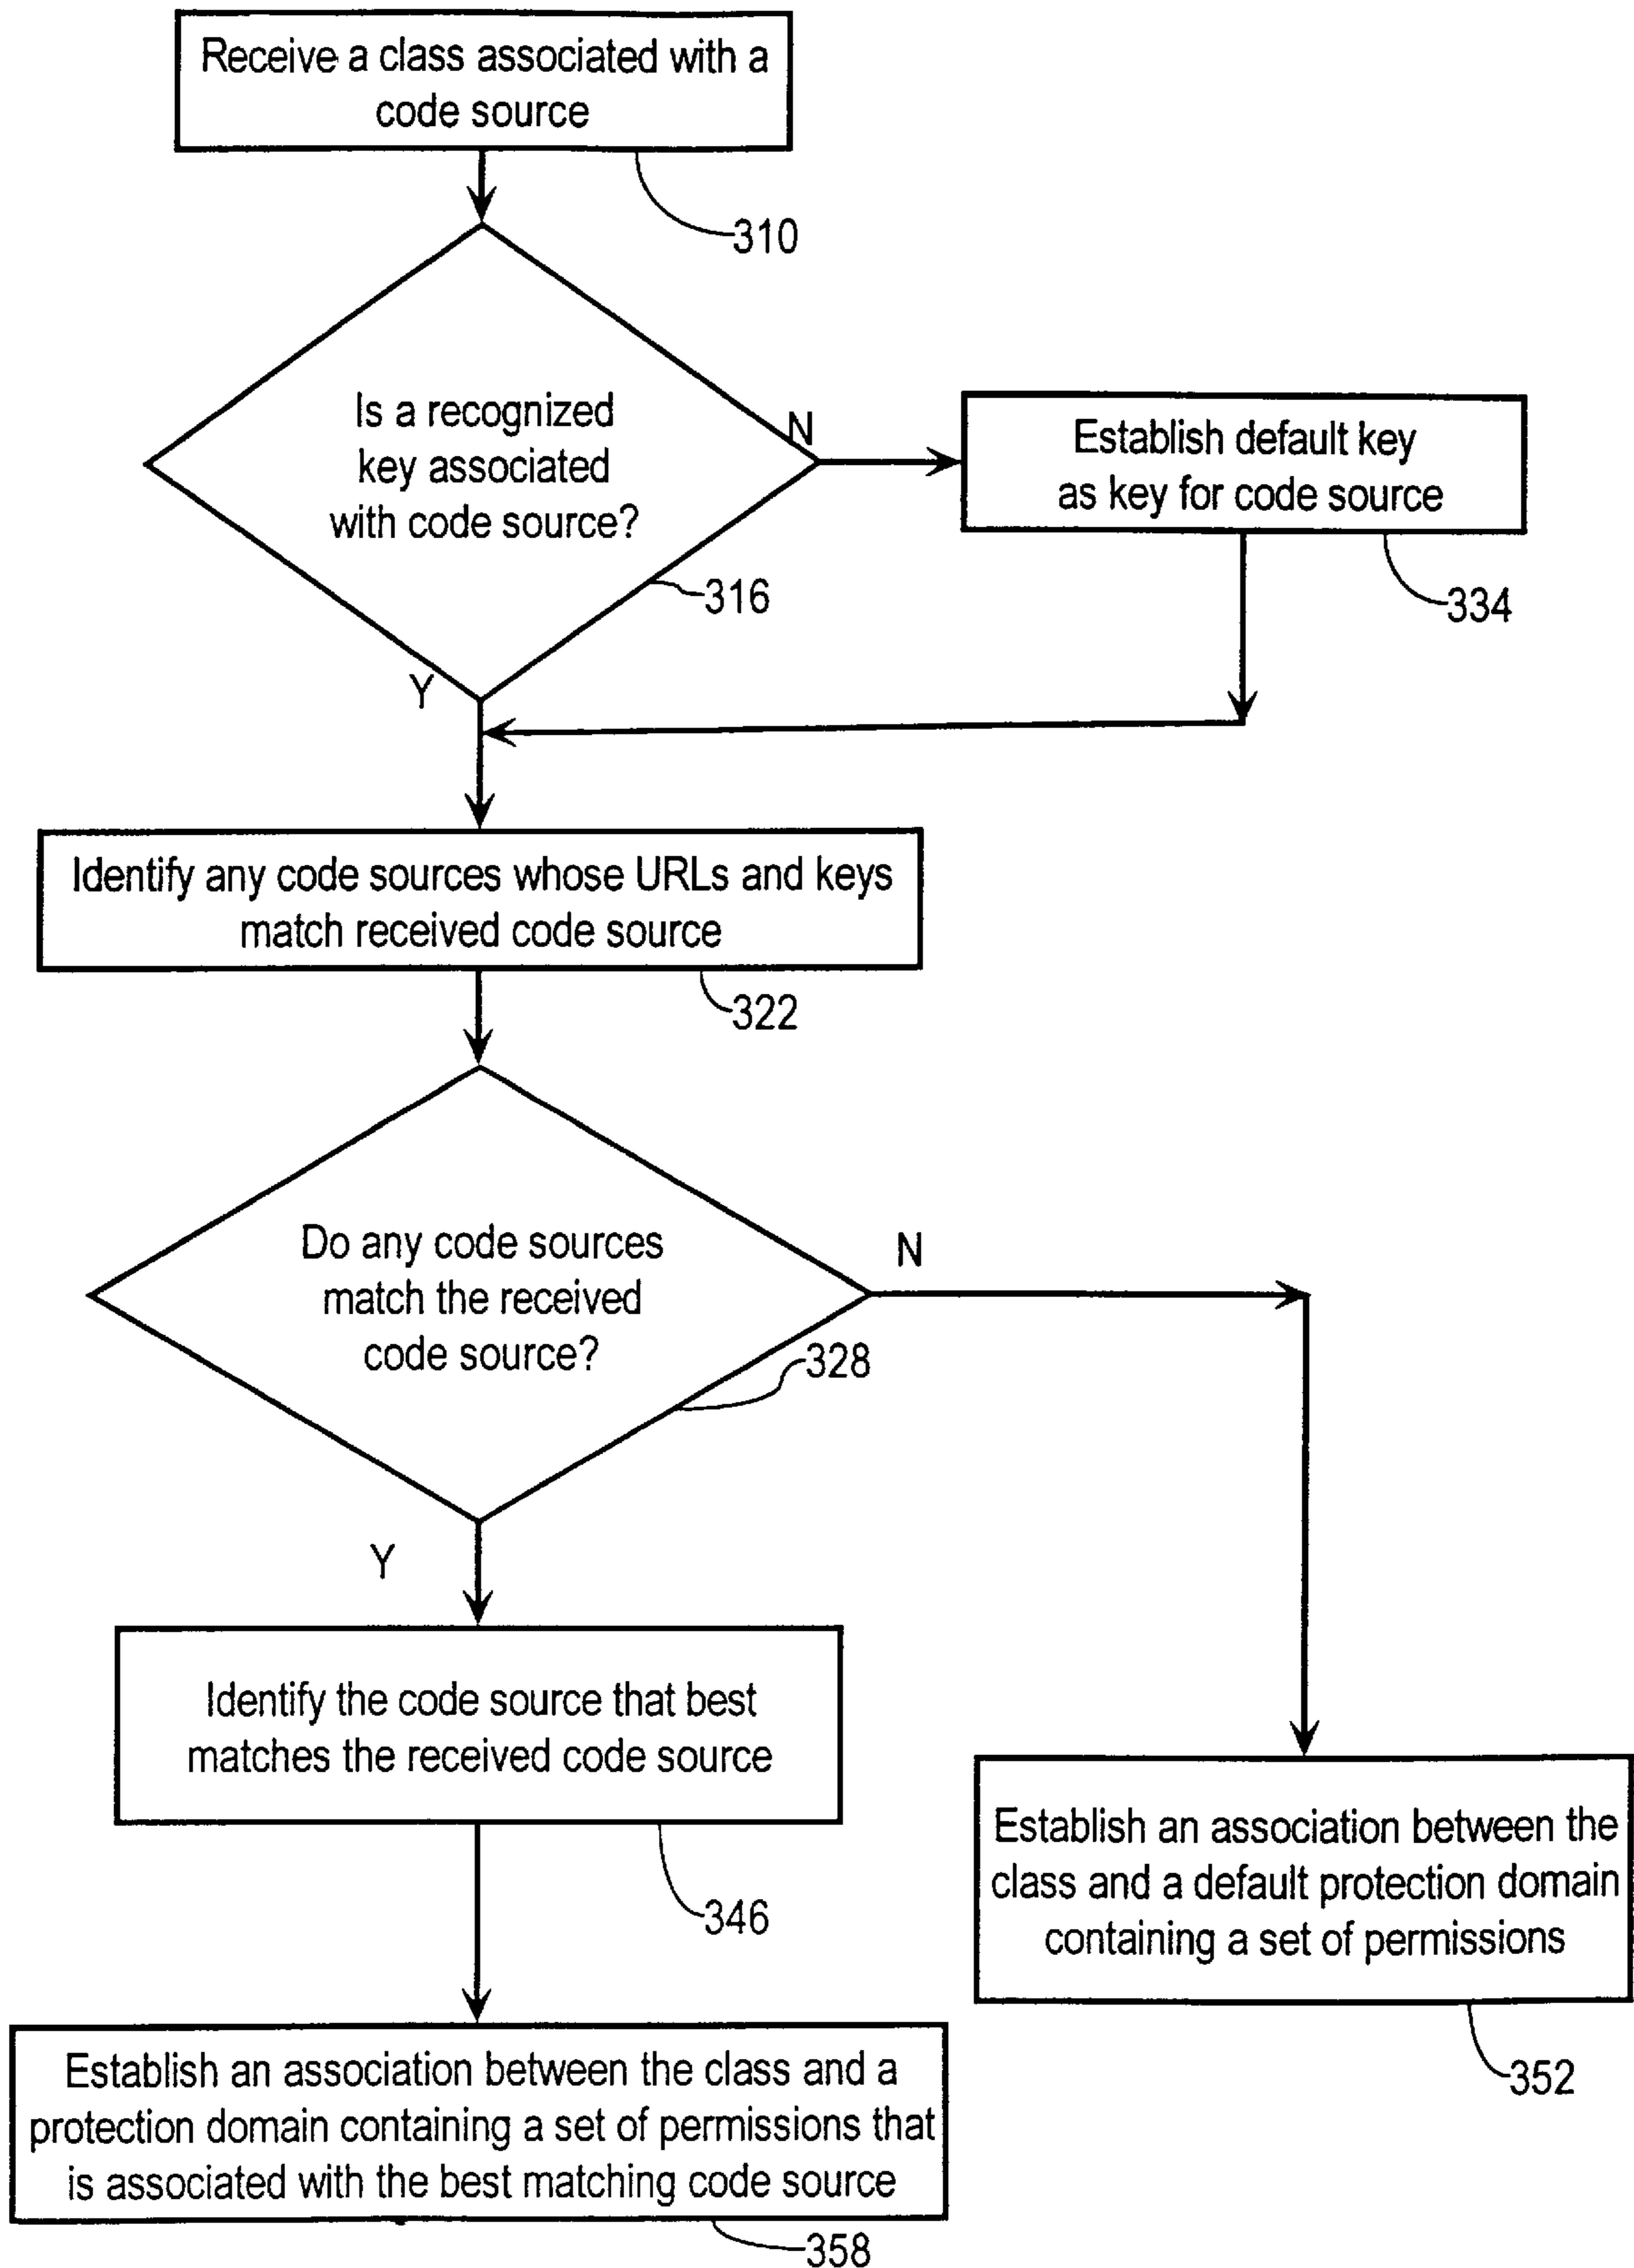 Receive a class associated with a
code source
310
Is a recognized
key associated
with code source?
N
316
Y
Establish default key
as key for code source
334
Identify any code sources whose URLs and keys
match received code source
322
Do any code sources
match the received
code source?
N
328
Y
Identify the code source that best
matches the received code source
346
Establish an association between the
class and a default protection domain
containing a set of permissions
352
Establish an association between the class and a
protection domain containing a set of permissions that
is associated with the best matching code source
358